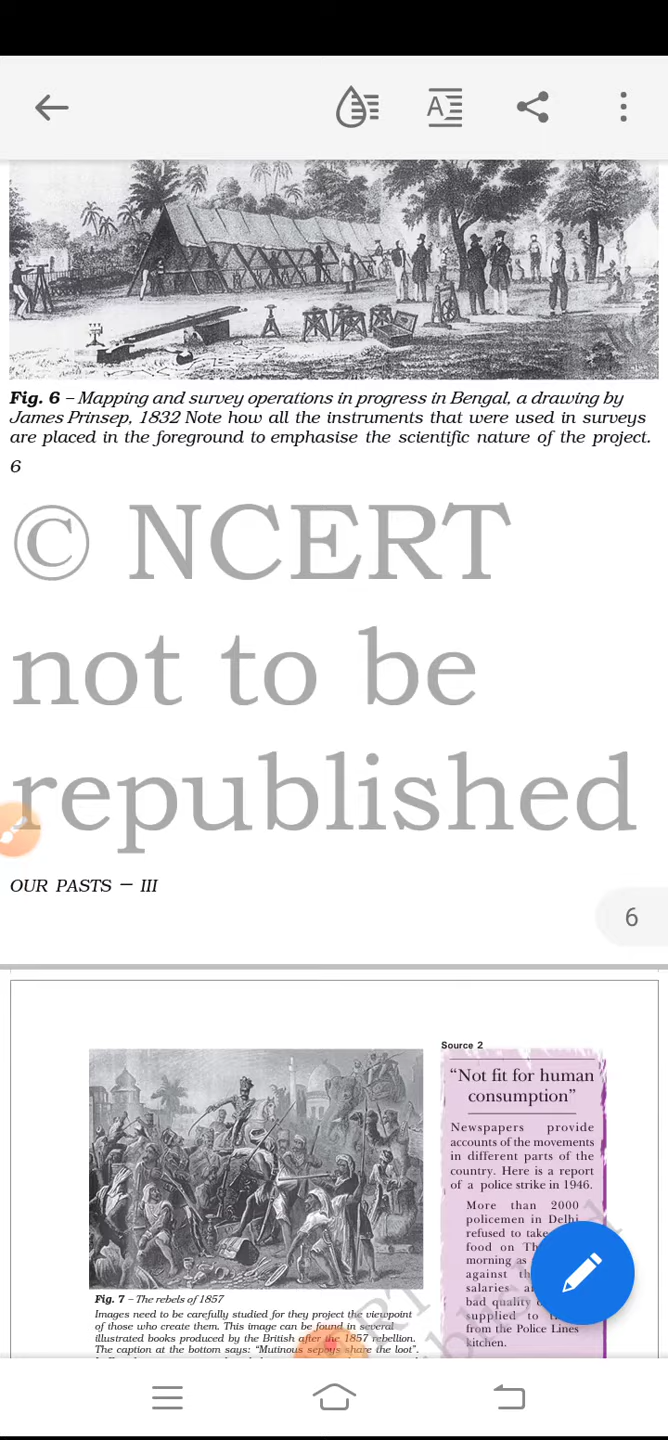 A
Fig. 6 – Mapping and survey operations in progress in Bengal, a drawing by
James Prinsep, 1832 Note how all the instruments that were used in surveys
are placed in the foreground to emphasise the scientific nature of the project.
6
© NCERT
not to be
republished
OUR PASTS – III
6
Source 2
“Not fit for human
consumption”
Newspapers provide
accounts of the movements
in different parts of the
country. Here is a report
of a police strike in 1946.
More than 2000
policemen in Delhi
refused to take
food on
morning as
against
salaries
bad quality
supplied to
from the Police Lines
kitchen.
Fig. 7 – The rebels of 1857
Images need to be carefully studied for they project the viewpoint
of those who create them. This image can be found in several
illustrated books produced by the British after the 1857 rebellion.
The caption at the bottom says: “Mutinous sepoys share the loot”.